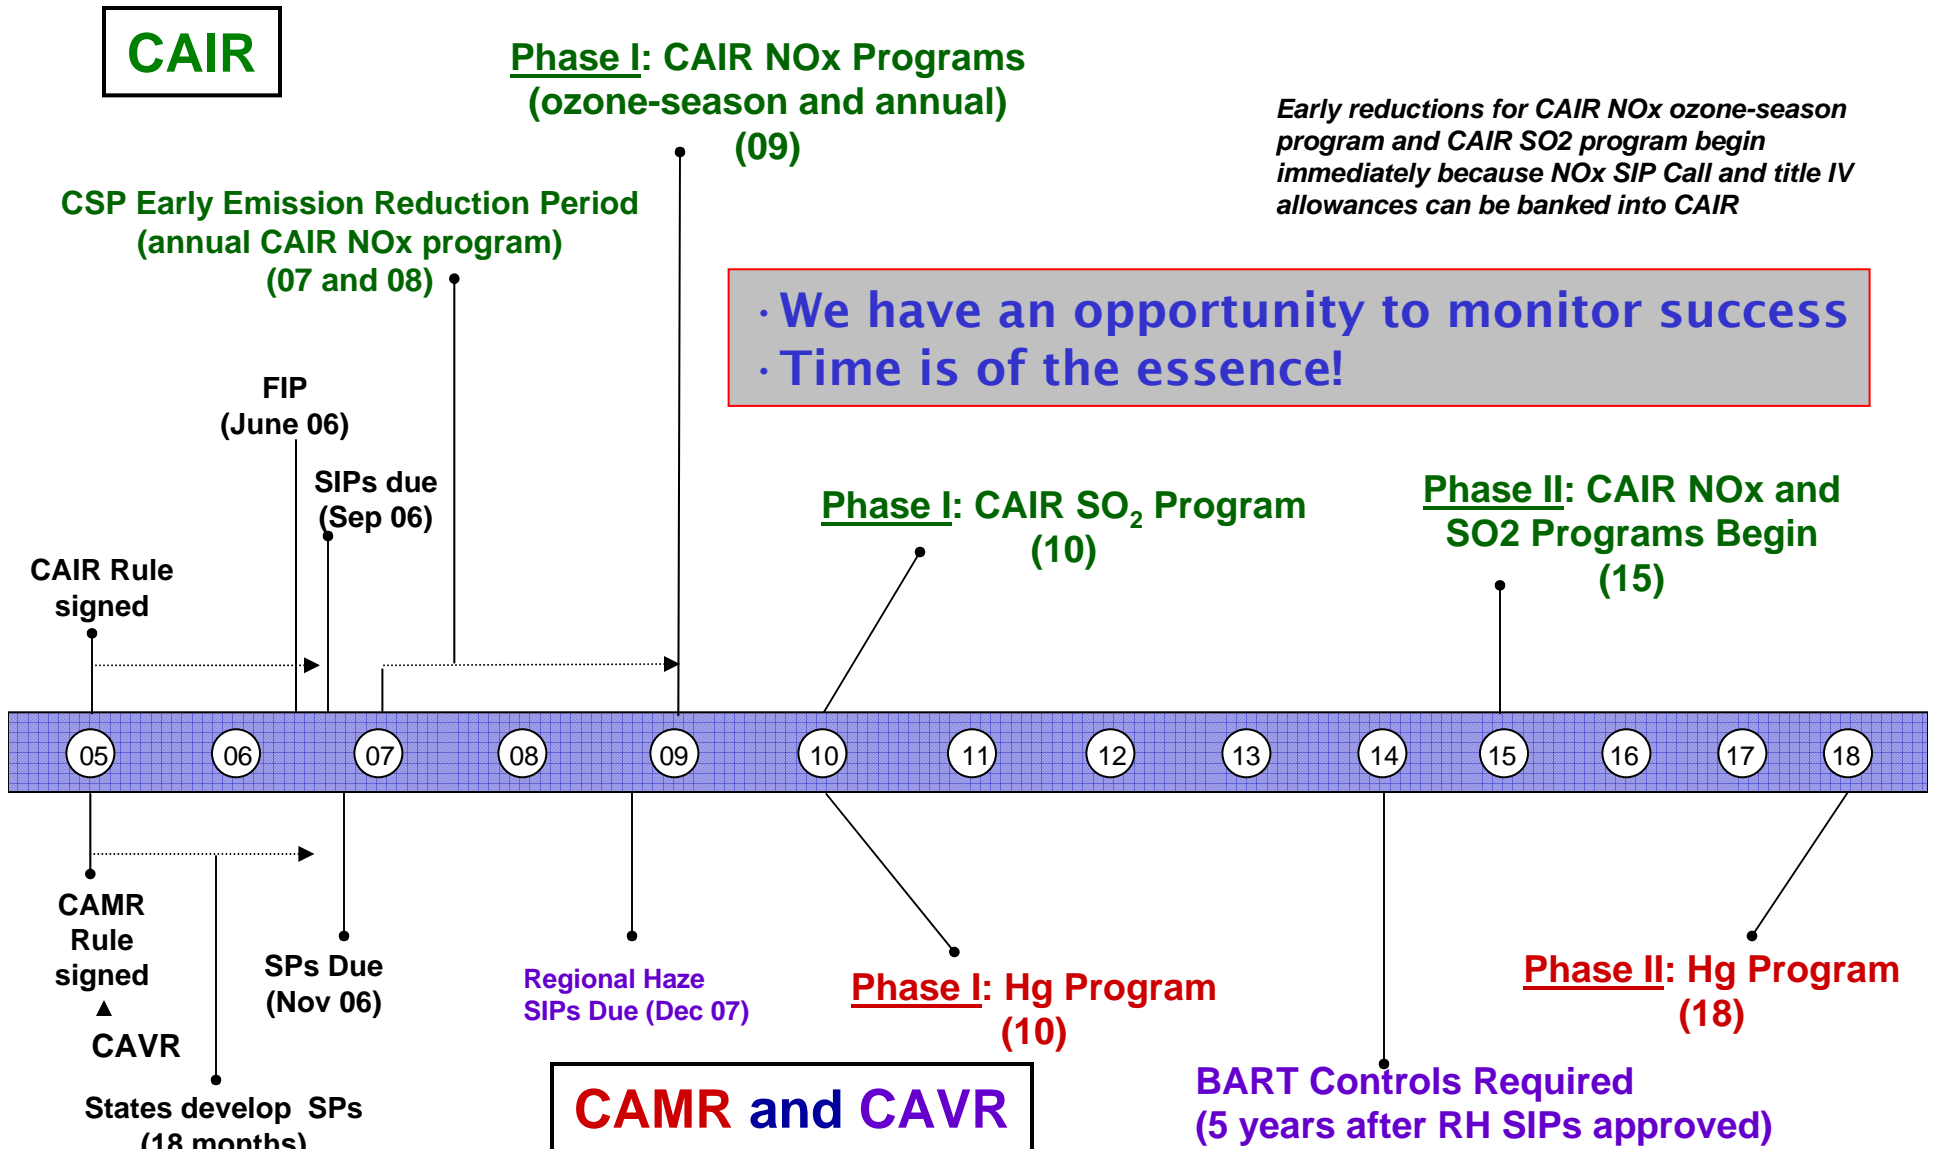 CAIR
Phase I: CAIR NOx Programs
(ozone-season and annual)
(09)
Early reductions for CAIR NOx ozone-season
program and CAIR SO2 program begin
immediately because NOx SIP Call and title IV
allowances can be banked into CAIR
CSP Early Emission Reduction Period
(annual CAIR NOx program)
(07 and 08)
· We have an opportunity to monitor success
· Time is of the essence!
FIP
(June 06)
SIPs due
(Sep 06)
CAIR Rule
signed
Phase I: CAIR SO₂ Program
(10)
Phase II: CAIR NOx and
SO2 Programs Begin
(15)
05 06 07 08 09 10 11 12 13 14 15 16 17 18
CAMR
Rule
signed
▲
CAVR
SPs Due
(Nov 06)
Regional Haze
SIPs Due (Dec 07)
Phase I: Hg Program
(10)
Phase II: Hg Program
(18)
States develop SPs
(18 months)
CAMR and CAVR
BART Controls Required
(5 years after RH SIPs approved)